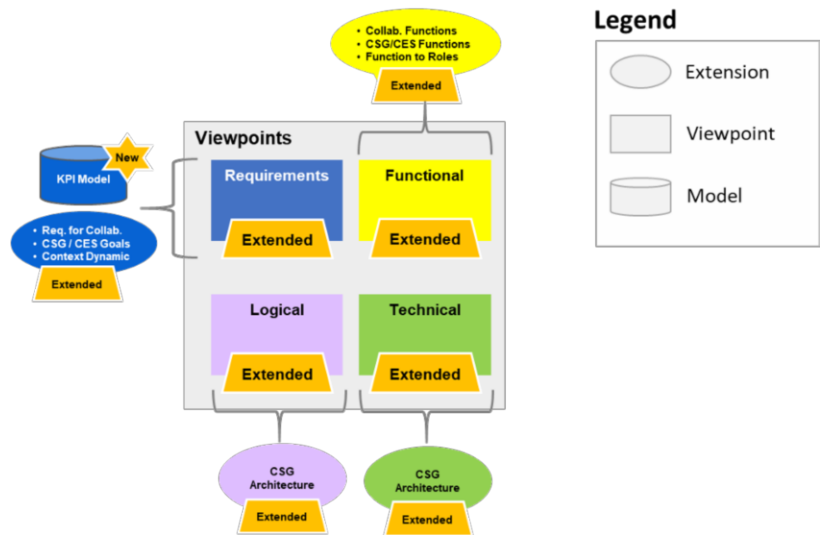 • Collab. Functions
• CSG/CES Functions
• Function to Roles
Extended
Legend
Extension
Viewpoint
Model
Viewpoints
New
KPI Model
• Req. for Collab.
• CSG / CES Goals
• Context Dynamic
Extended
Requirements
Extended
Functional
Extended
Logical
Extended
Technical
Extended
CSG
Architecture
Extended
CSG
Architecture
Extended